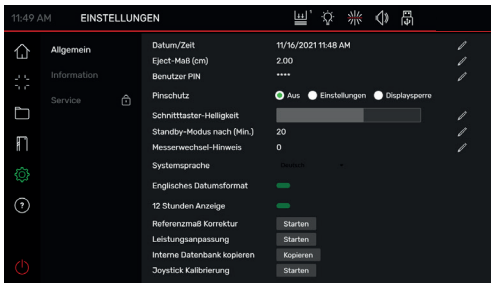 11:49 AM EINSTELLUNGEN 1
Allgemein
Information
Service
Datum/Zeit 11/16/2021 11:48 AM
Eject-Maß (cm) 2.00
Benutzer PIN ****
Pinschutz Aus Einstellungen Displaysperre
Schnitttaster-Helligkeit
Standby-Modus nach (Min.) 20
Messerwechsel-Hinweis 0
Systemsprache Deutsch
Englisches Datumsformat
12 Stunden Anzeige
Referenzmaß Korrektur Starten
Leistungsanpassung Starten
Interne Datenbank kopieren Kopieren
Joystick Kalibrierung Starten